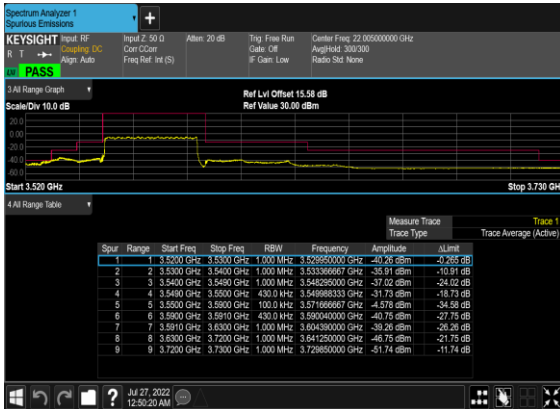 Spectrum Analyzer 1
Spurious Emissions
+
KEYSIGHT
R T
LXI PASS
Input: RF
Coupling: DC
Align: Auto
Input Z: 50 Ω
Corr CCorr
Freq Ref: Int (S)
Atten: 20 dB
Trig: Free Run
Gate: Off
IF Gain: Low
Center Freq: 22.005000000 GHz
Avg|Hold: 300/300
Radio Std: None
3 All Range Graph
Scale/Div 10.0 dB
Ref Lvl Offset 15.58 dB
Ref Value 30.00 dBm
20.0
0.00
-20.0
-40.0
-60.0
Start 3.520 GHz
Stop 3.730 GHz
4 All Range Table
Measure Trace Trace 1
Trace Type Trace Average (Active)
Spur Range Start Freq Stop Freq RBW Frequency Amplitude ΔLimit
1 1 3.5200 GHz 3.5300 GHz 1.000 MHz 3.529950000 GHz -40.26 dBm -0.265 dB
2 2 3.5300 GHz 3.5400 GHz 1.000 MHz 3.533366667 GHz -35.91 dBm -10.91 dB
3 3 3.5400 GHz 3.5490 GHz 1.000 MHz 3.548295000 GHz -37.02 dBm -24.02 dB
4 4 3.5490 GHz 3.5500 GHz 430.0 kHz 3.549988333 GHz -31.73 dBm -18.73 dB
5 5 3.5500 GHz 3.5900 GHz 100.0 kHz 3.571666667 GHz -4.578 dBm -34.58 dB
6 6 3.5900 GHz 3.5910 GHz 430.0 kHz 3.590040000 GHz -40.75 dBm -27.75 dB
7 7 3.5910 GHz 3.6300 GHz 1.000 MHz 3.604390000 GHz -39.26 dBm -26.26 dB
8 8 3.6300 GHz 3.7200 GHz 1.000 MHz 3.641250000 GHz -46.75 dBm -21.75 dB
9 9 3.7200 GHz 3.7300 GHz 1.000 MHz 3.729850000 GHz -51.74 dBm -11.74 dB
?
Jul 27, 2022
12:50:20 AM